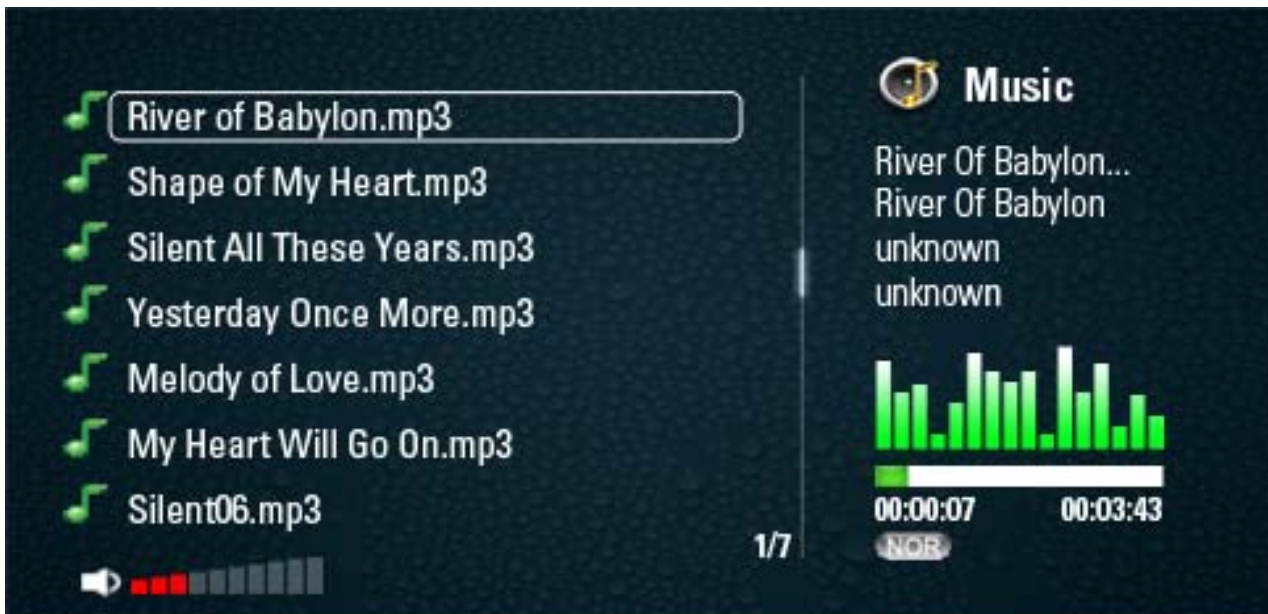 River of Babylon.mp3
Shape of My Heart.mp3
Silent All These Years.mp3
Yesterday Once More.mp3
Melody of Love.mp3
My Heart Will Go On.mp3
Silent06.mp3
1/7
Music
River Of Babylon...
River Of Babylon
unknown
unknown
00:00:07 00:03:43
NOR